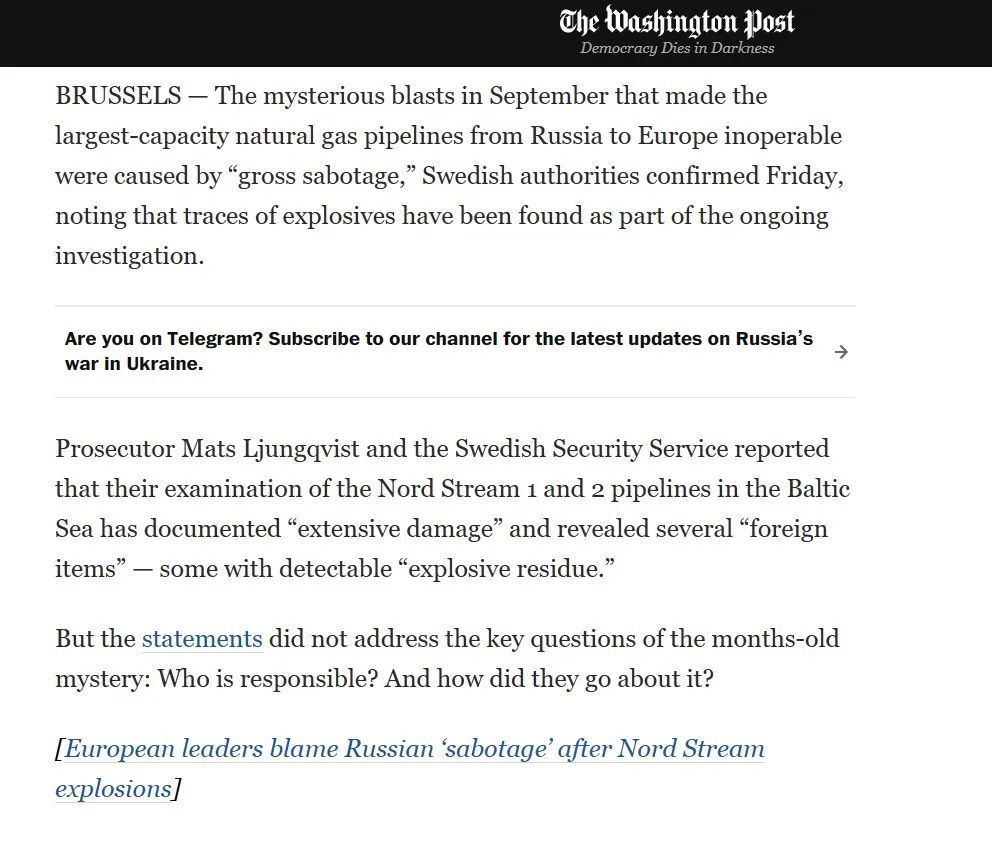 The Washington Post
Democracy Dies in Darkness
BRUSSELS — The mysterious blasts in September that made the
largest-capacity natural gas pipelines from Russia to Europe inoperable
were caused by “gross sabotage,” Swedish authorities confirmed Friday,
noting that traces of explosives have been found as part of the ongoing
investigation.
Are you on Telegram? Subscribe to our channel for the latest updates on Russia’s
war in Ukraine.
Prosecutor Mats Ljungqvist and the Swedish Security Service reported
that their examination of the Nord Stream 1 and 2 pipelines in the Baltic
Sea has documented “extensive damage” and revealed several “foreign
items” — some with detectable “explosive residue.”
But the statements did not address the key questions of the months-old
mystery: Who is responsible? And how did they go about it?
[European leaders blame Russian ‘sabotage’ after Nord Stream
explosions]